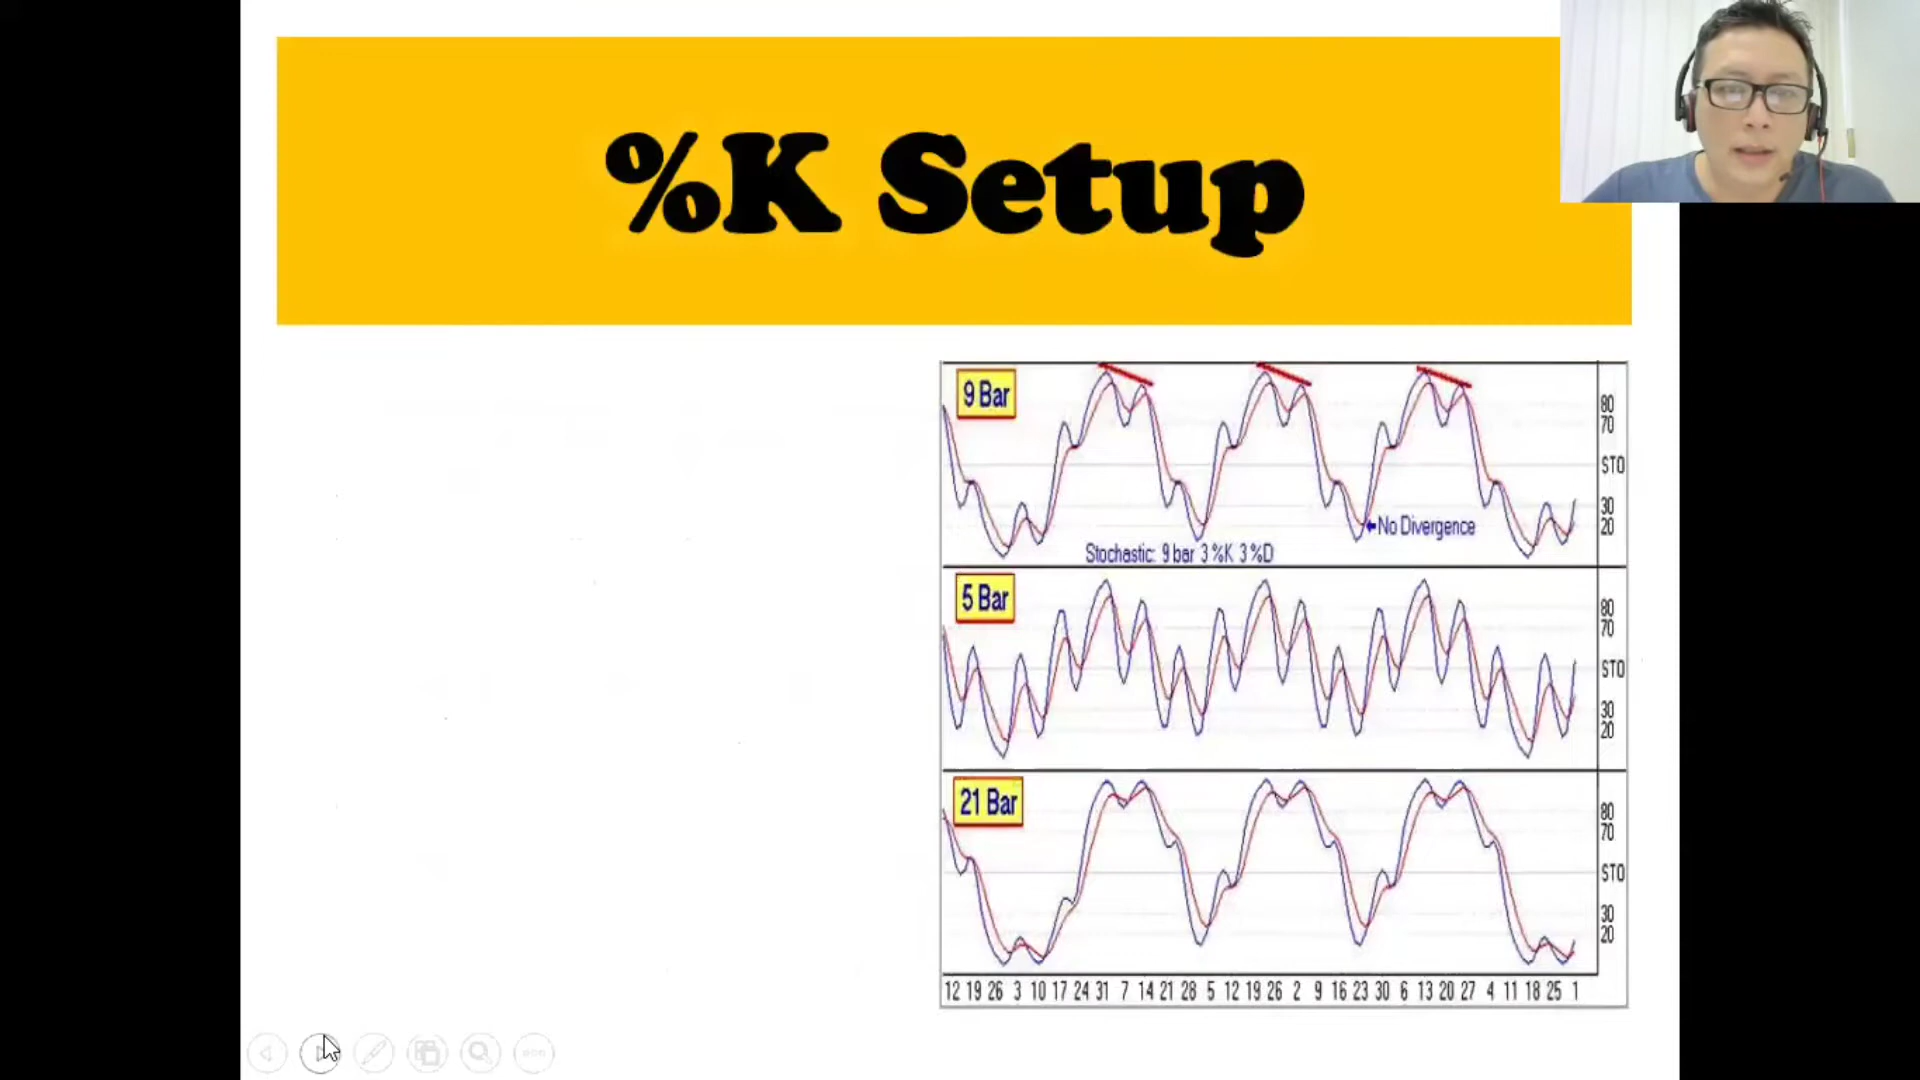 %K Setup
9 Bar
80
70
STO
30
20
No Divergence
Stochastic: 9 bar 3 %K 3 %D
5 Bar
80
70
STO
30
20
21 Bar
80
70
STO
30
20
12 19 26 3 10 17 24 31 7 14 21 28 5 12 19 26 2 9 16 23 30 6 13 20 27 4 11 18 25 1